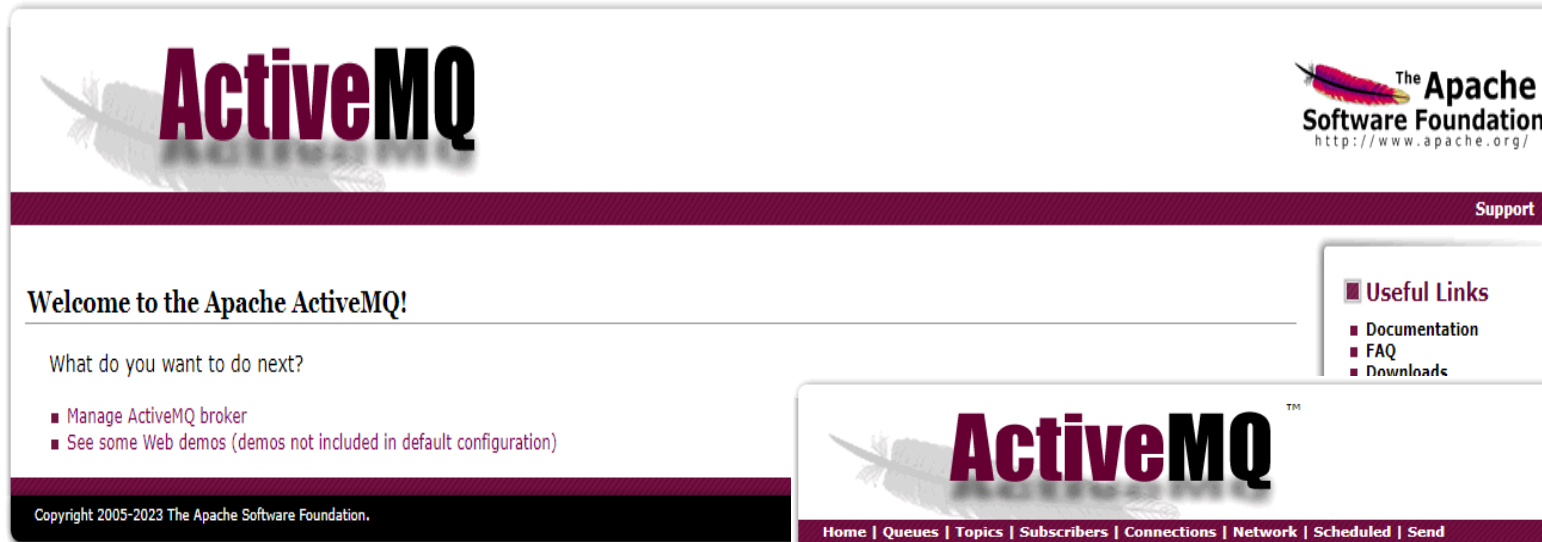 ActiveMQ
The Apache
Software Foundation
http://www.apache.org/
Support
Welcome to the Apache ActiveMQ!
What do you want to do next?
Manage ActiveMQ broker
See some Web demos (demos not included in default configuration)
Copyright 2005-2023 The Apache Software Foundation.
Useful Links
Documentation
FAQ
Downloads
ActiveMQ ™
Home | Queues | Topics | Subscribers | Connections | Network | Scheduled | Send